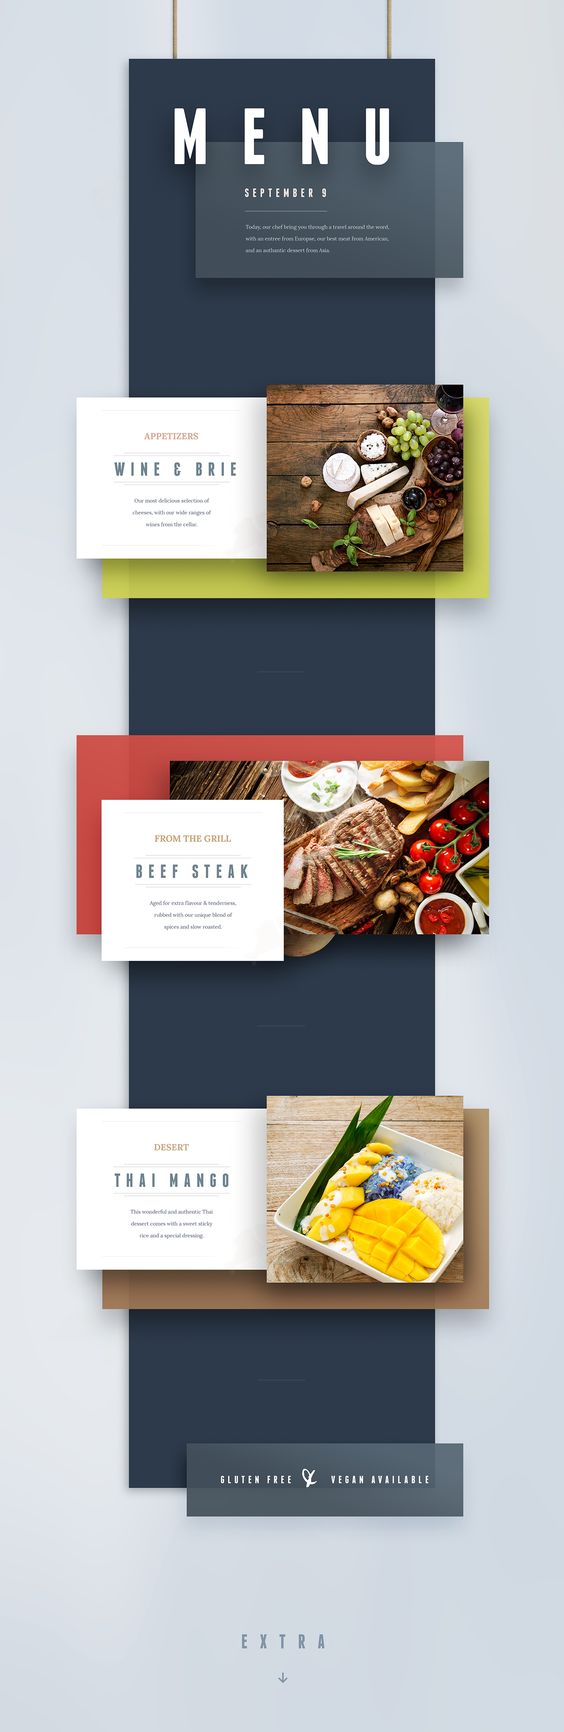 MENU
SEPTEMBER 9
Today, our chef bring you through a travel around the word,
with an entree from Europse, our best meat from American,
and an authantic dessert from Asia.
APPETIZERS
WINE & BRIE
Our most delicious selection of
cheeses, with our wide ranges of
wines from the cellar.
FROM THE GRILL
BEEF STEAK
Aged for extra flavour & tenderness,
rubbed with our unique blend of
spices and slow roasted.
DESERT
THAI MANGO
This wonderful and authentic Thai
dessert comes with a sweet sticky
rice and a special dressing.
GLUTEN FREE & VEGAN AVAILABLE
EXTRA